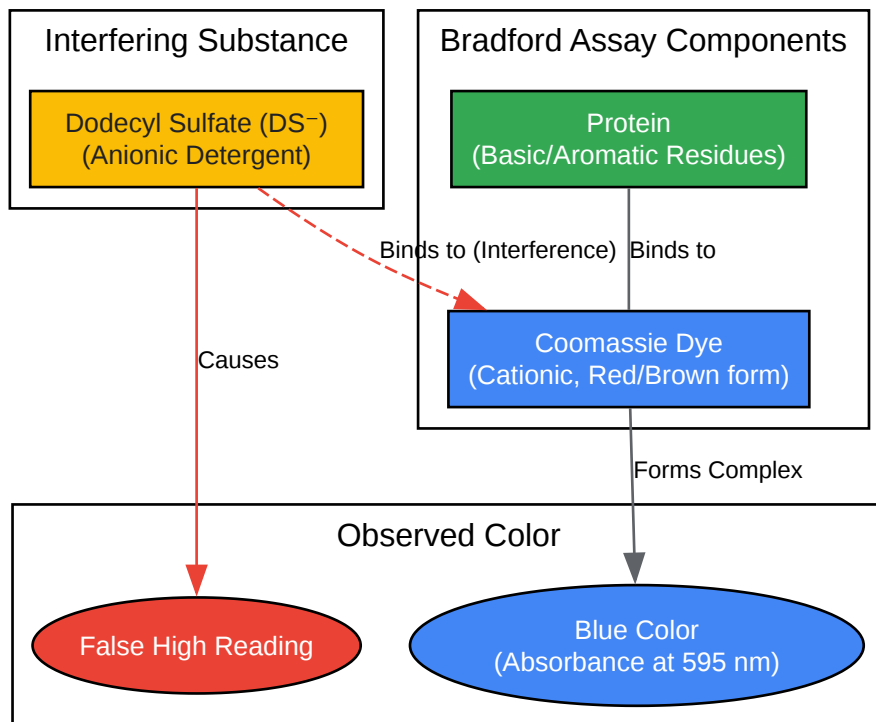 Interfering Substance
Bradford Assay Components
Dodecyl Sulfate (DS⁻)
(Anionic Detergent)
Protein
(Basic/Aromatic Residues)
Binds to (Interference)
Binds to
Coomassie Dye
(Cationic, Red/Brown form)
Causes
Forms Complex
Observed Color
False High Reading
Blue Color
(Absorbance at 595 nm)